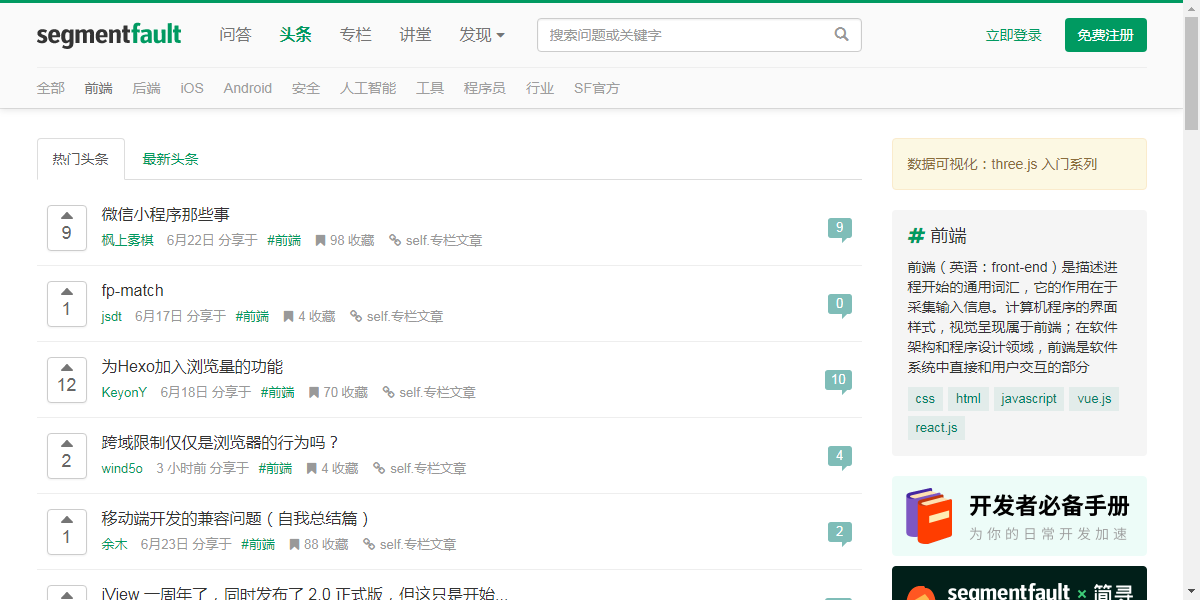 segmentfault 问答 头条 专栏 讲堂 发现 搜索问题或关键字 立即登录 免费注册
全部 前端 后端 iOS Android 安全 人工智能 工具 程序员 行业 SF官方
热门头条 最新头条
9
微信小程序那些事
枫上雾棋 6月22日 分享于 #前端 98 收藏 self.专栏文章
9
1
fp-match
jsdt 6月17日 分享于 #前端 4 收藏 self.专栏文章
0
12
为Hexo加入浏览量的功能
KeyonY 6月18日 分享于 #前端 70 收藏 self.专栏文章
10
2
跨域限制仅仅是浏览器的行为吗？
wind5o 3 小时前 分享于 #前端 4 收藏 self.专栏文章
4
1
移动端开发的兼容问题（自我总结篇）
余木 6月23日 分享于 #前端 88 收藏 self.专栏文章
2
iView 一周年了，同时发布了 2.0 正式版，但这只是开始...
数据可视化：three.js 入门系列
# 前端
前端（英语：front-end）是描述进
程开始的通用词汇，它的作用在于
采集输入信息。计算机程序的界面
样式，视觉呈现属于前端；在软件
架构和程序设计领域，前端是软件
系统中直接和用户交互的部分
css html javascript vue.js
react.js
开发者必备手册
为你的日常开发加速
segmentfault × 简寻